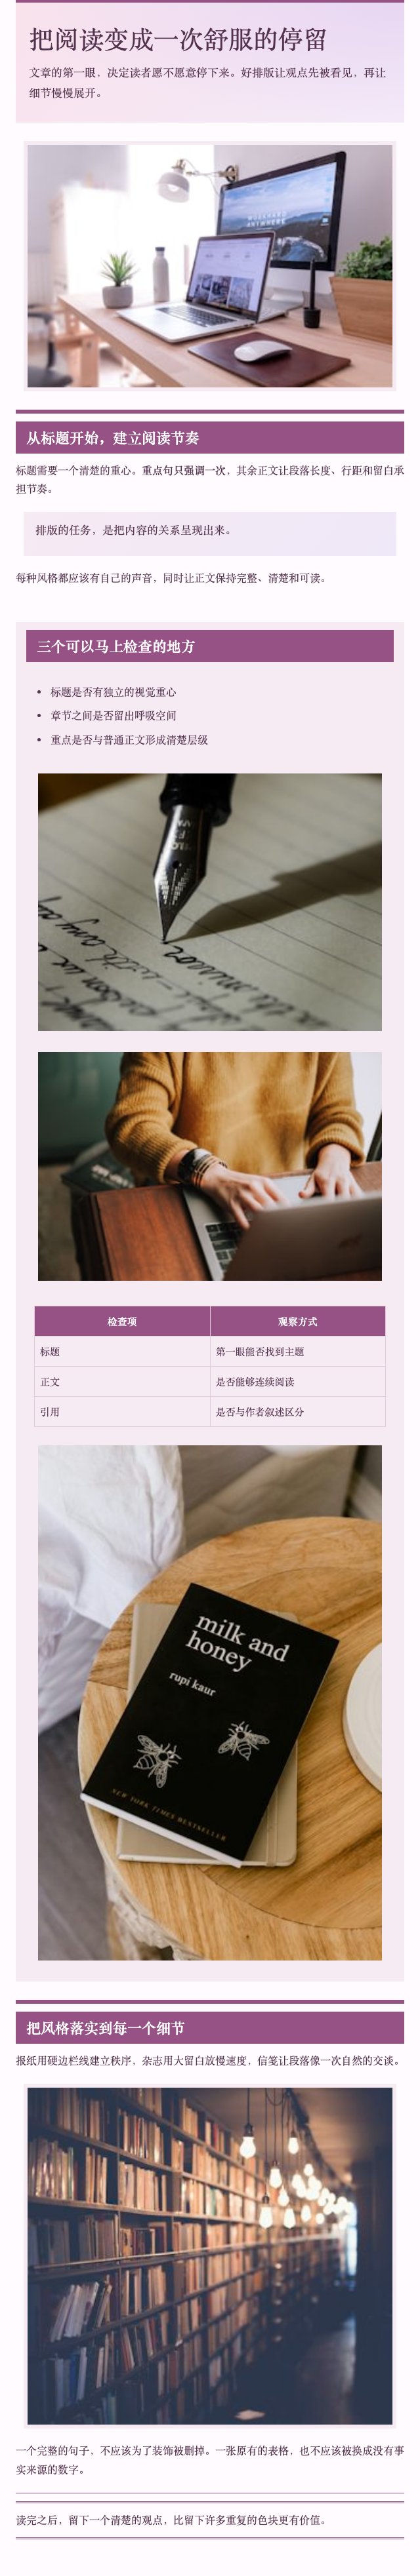 把阅读变成一次舒服的停留
文章的第一眼，决定读者愿不愿意停下来。好排版让观点先被看见，再让
细节慢慢展开。
从标题开始，建立阅读节奏
标题需要一个清楚的重心。重点句只强调一次，其余正文让段落长度、行距和留白承
担节奏。
排版的任务，是把内容的关系呈现出来。
每种风格都应该有自己的声音，同时让正文保持完整、清楚和可读。
三个可以马上检查的地方
• 标题是否有独立的视觉重心
• 章节之间是否留出呼吸空间
• 重点是否与普通正文形成清楚层级
检查项 观察方式
标题 第一眼能否找到主题
正文 是否能够连续阅读
引用 是否与作者叙述区分
milk and
honey
rupi kaur
NEW YORK TIMES BESTSELLER
把风格落实到每一个细节
报纸用硬边栏线建立秩序，杂志用大留白放慢速度，信笺让段落像一次自然的交谈。
一个完整的句子，不应该为了装饰被删掉。一张原有的表格，也不应该被换成没有事
实来源的数字。
读完之后，留下一个清楚的观点，比留下许多重复的色块更有价值。